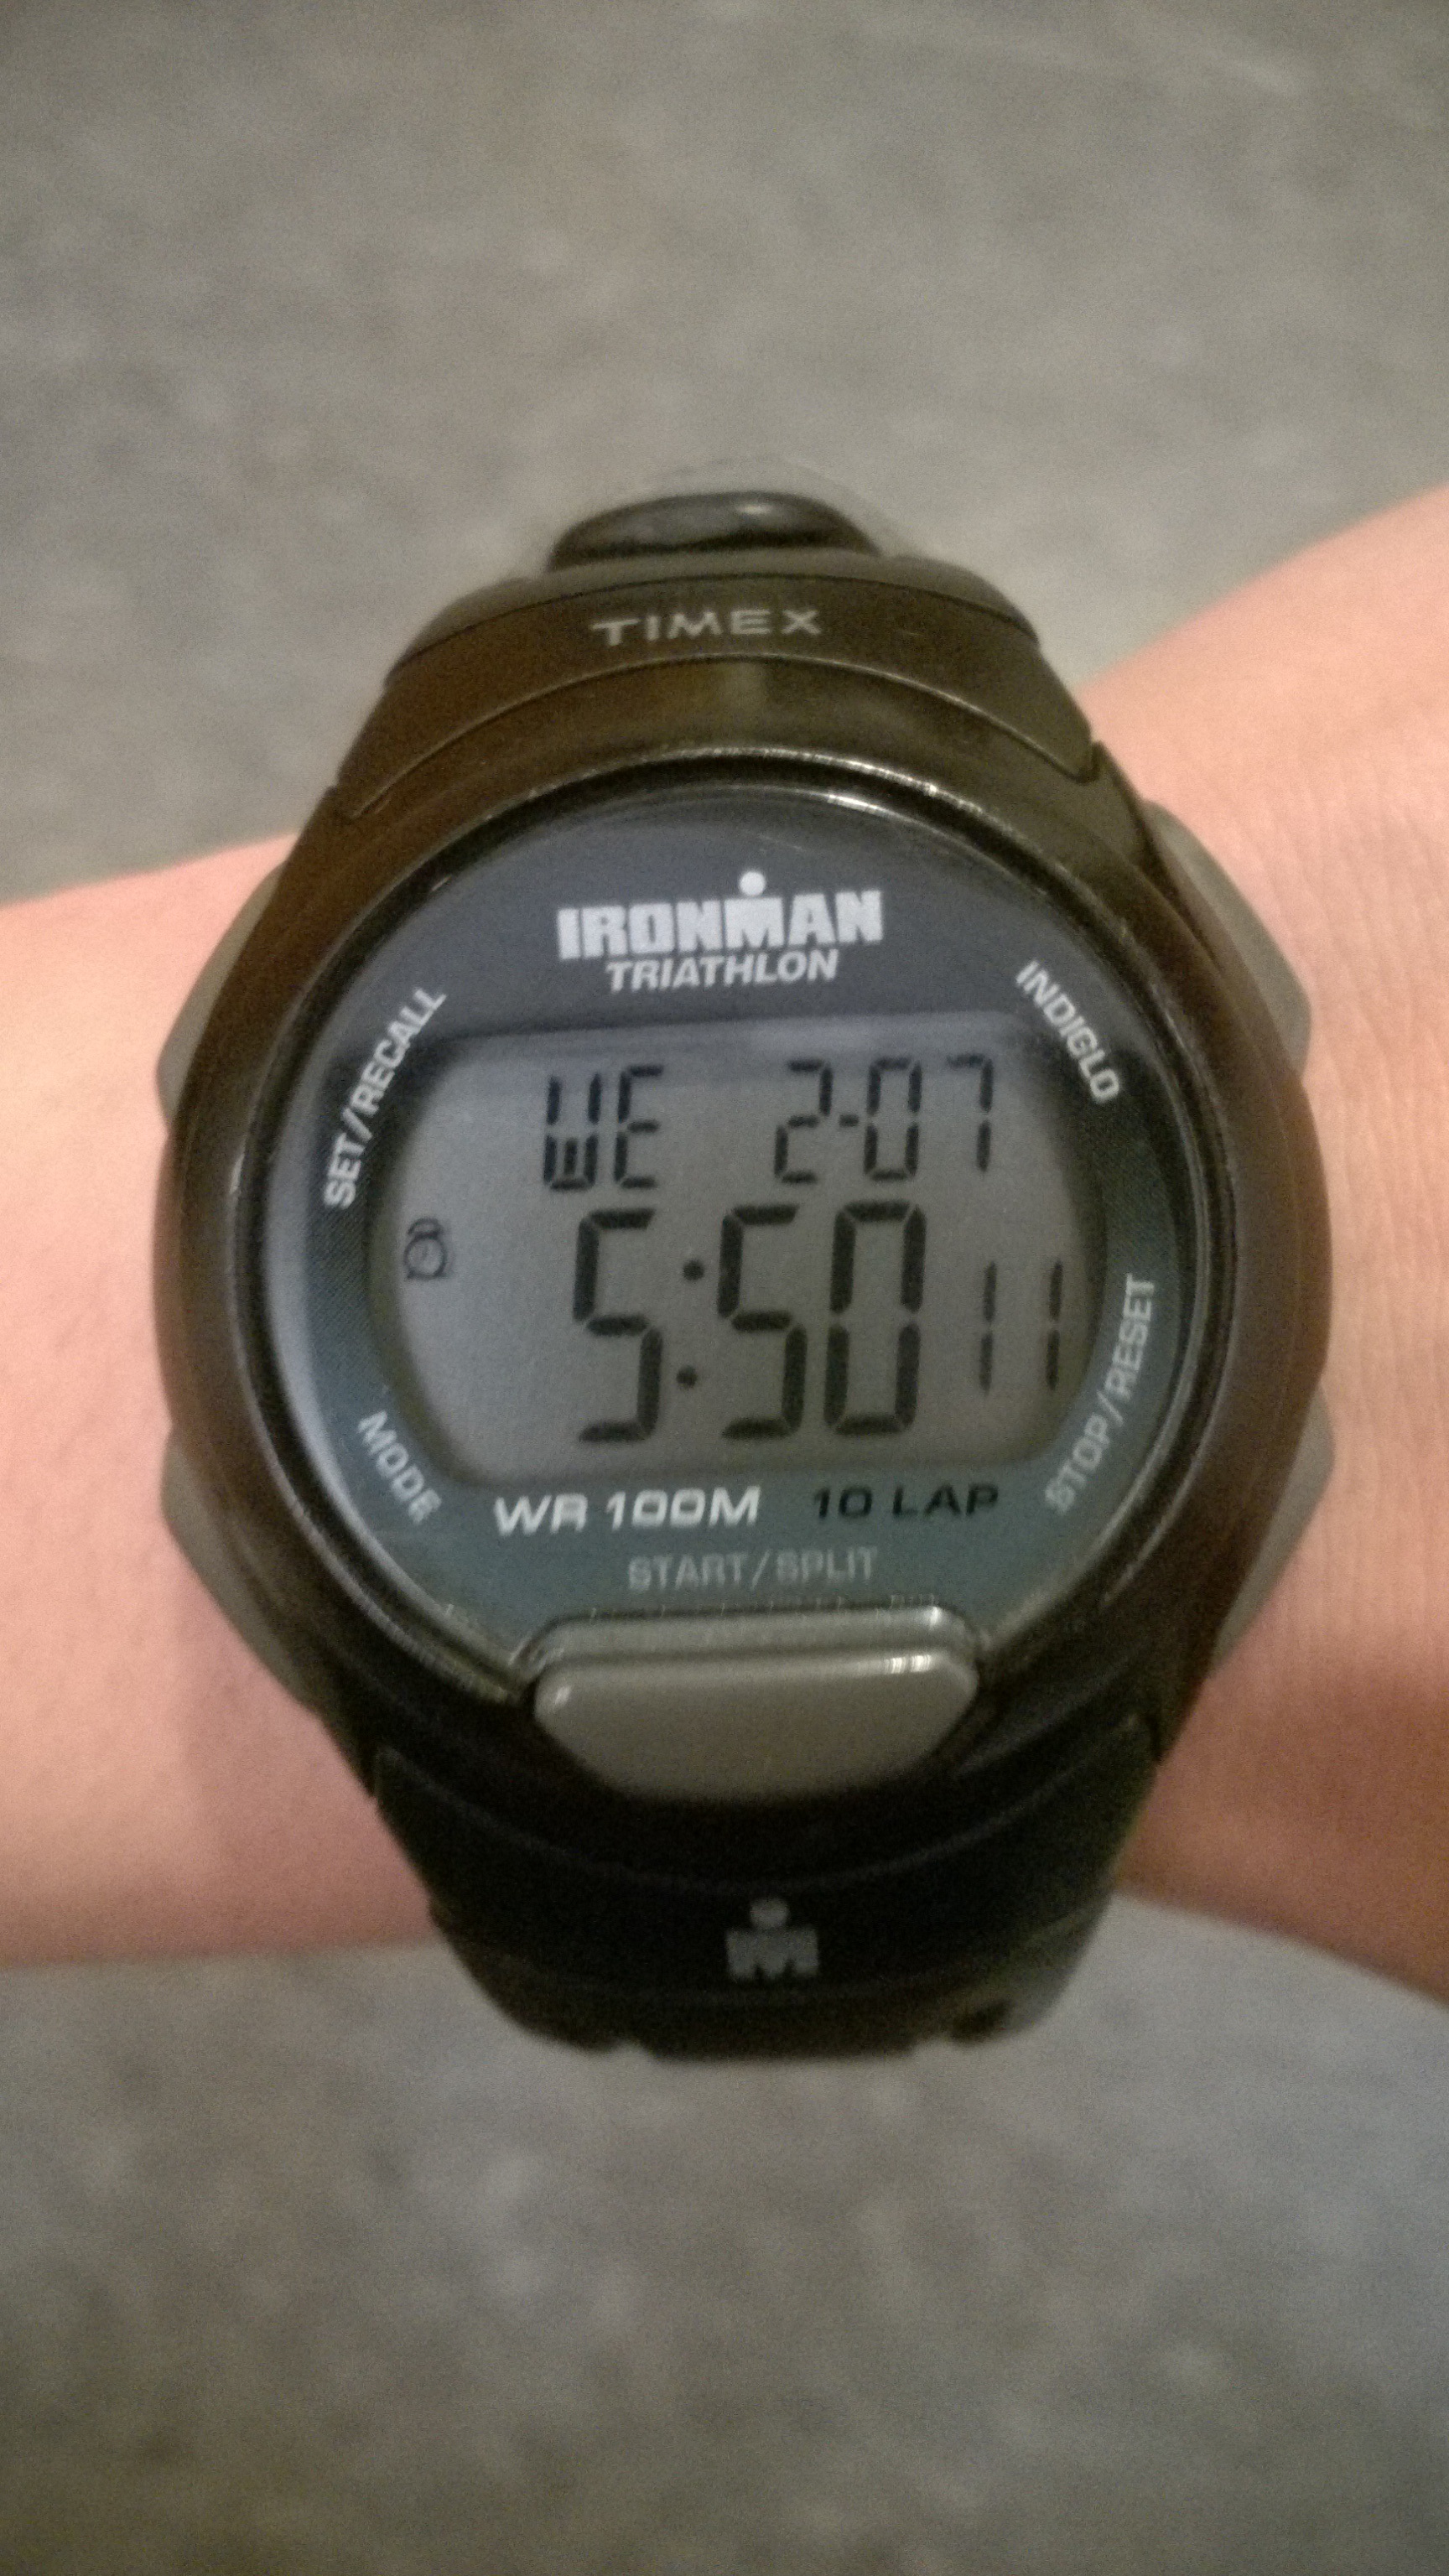 TIMEX
IRONMAN
TRIATHLON
SET/RECALL
INDIGLO
WE 2-07
5:50 11
MODE
STOP/RESET
WR 100M 10 LAP
START/SPLIT
M